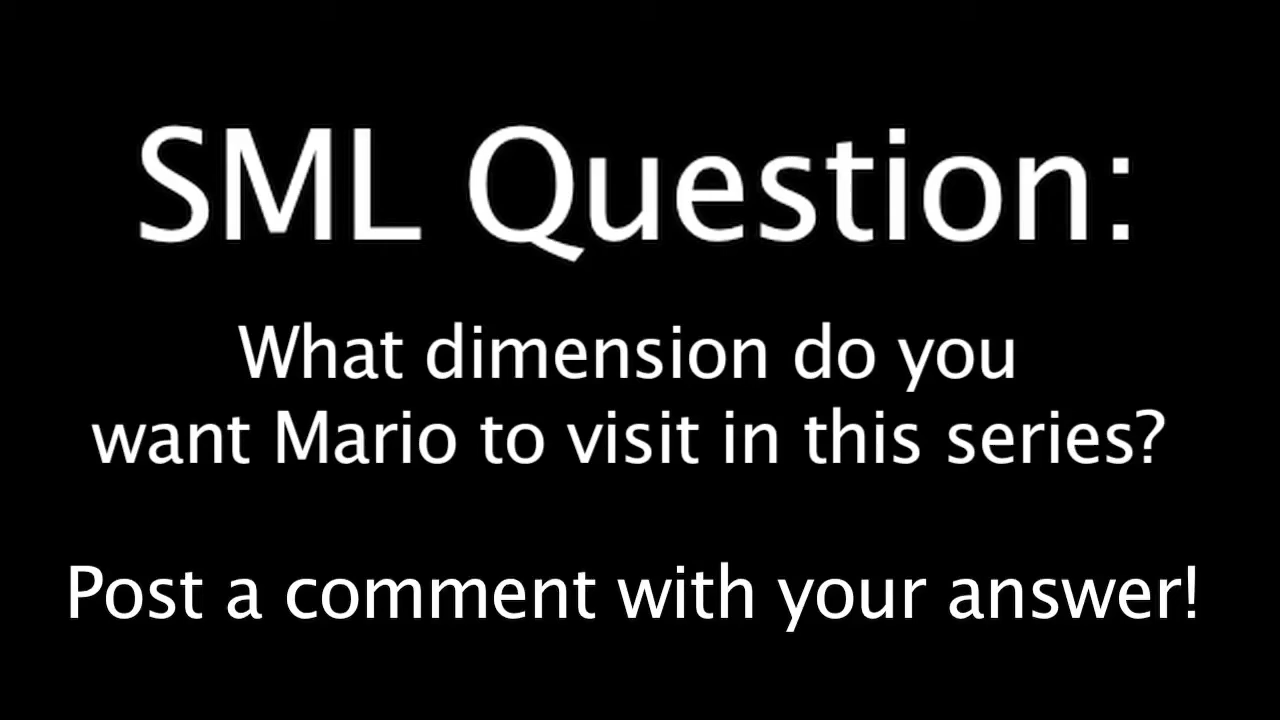 SML Question:
What dimension do you
want Mario to visit in this series?
Post a comment with your answer!